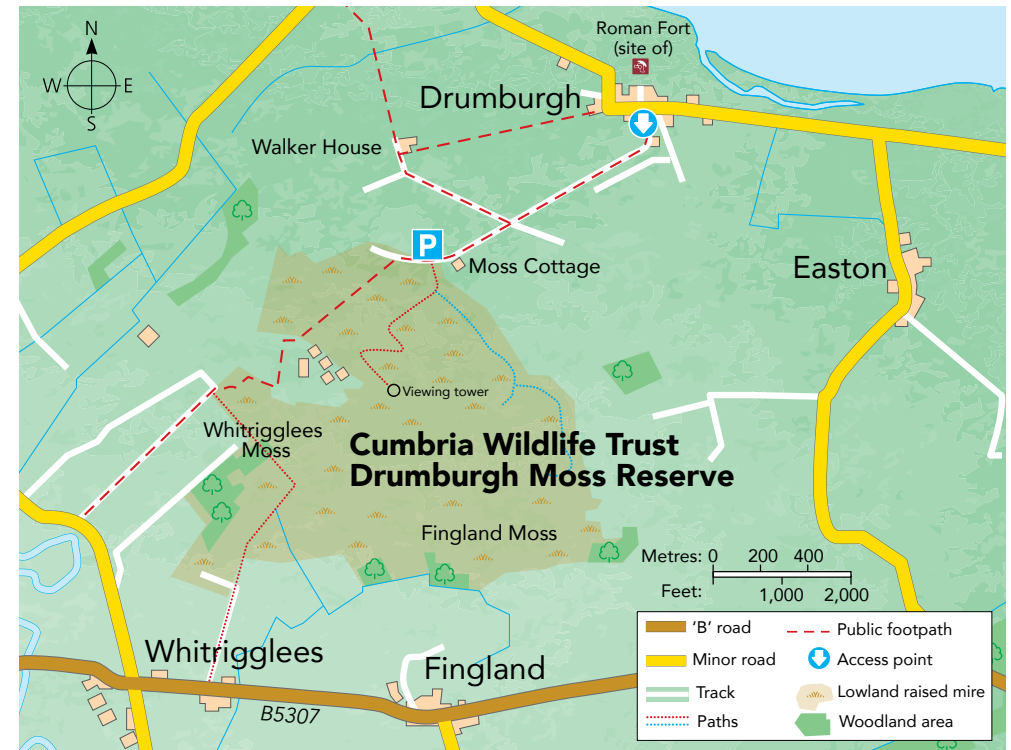 N
W
E
S
Roman Fort
(site of)
Drumburgh
Walker House
P
Moss Cottage
Easton
Viewing tower
Whitrigglees
Moss
Cumbria Wildlife Trust
Drumburgh Moss Reserve
Fingland Moss
Metres: 0 200 400
Feet: 1,000 2,000
Whitrigglees
Fingland
B5307
'B' road
Public footpath
Minor road
Access point
Track
Lowland raised mire
Paths
Woodland area